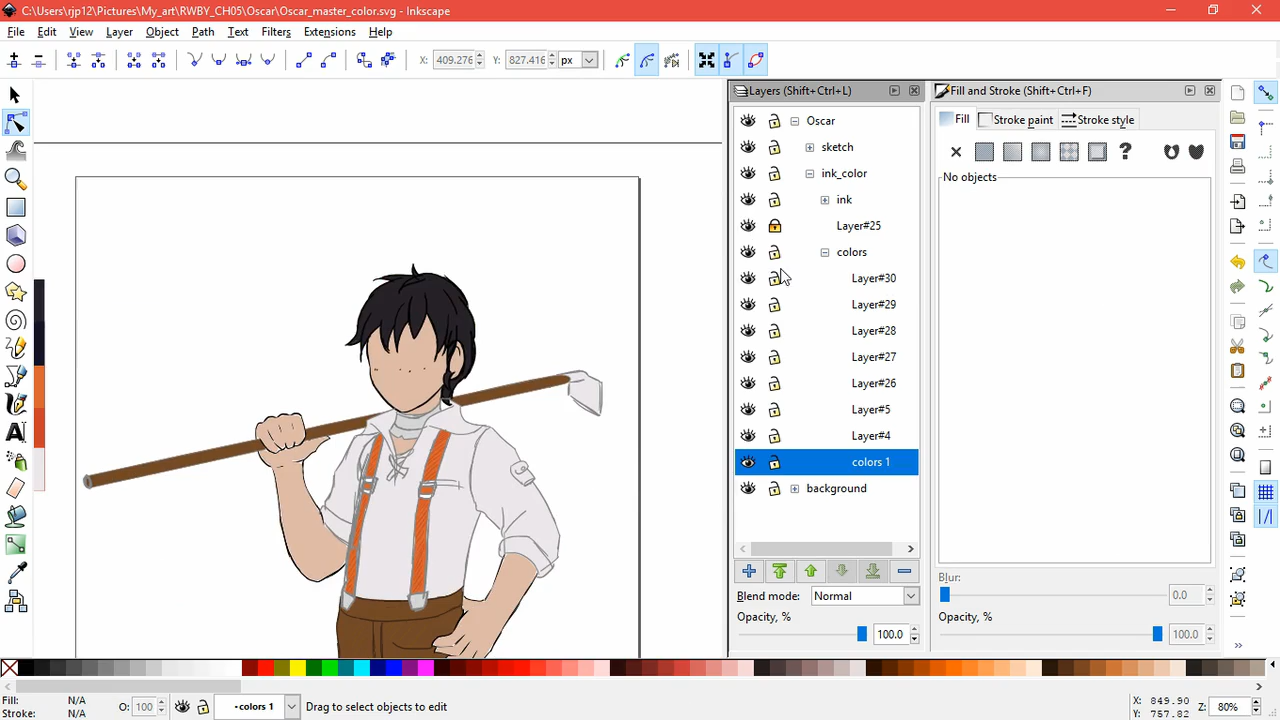 C:\Users\rjp12\Pictures\My_art\RWBY_CH05\Oscar\Oscar_master_color.svg - Inkscape
File Edit View Layer Object Path Text Filters Extensions Help
X: 409.276 Y: 827.416 px
Layers (Shift+Ctrl+L)
Fill and Stroke (Shift+Ctrl+F)
Oscar
Fill Stroke paint Stroke style
sketch
ink_color
No objects
ink
Layer#25
colors
Layer#30
Layer#29
Layer#28
Layer#27
Layer#26
Layer#5
Layer#4
colors 1
background
Blur:
0.0
Blend mode: Normal
Opacity, %
100.0
Opacity, %
100.0
Fill: N/A
Stroke: N/A
O: 100
·colors 1
Drag to select objects to edit
X: 849.90
Y: 757.82
Z: 80%